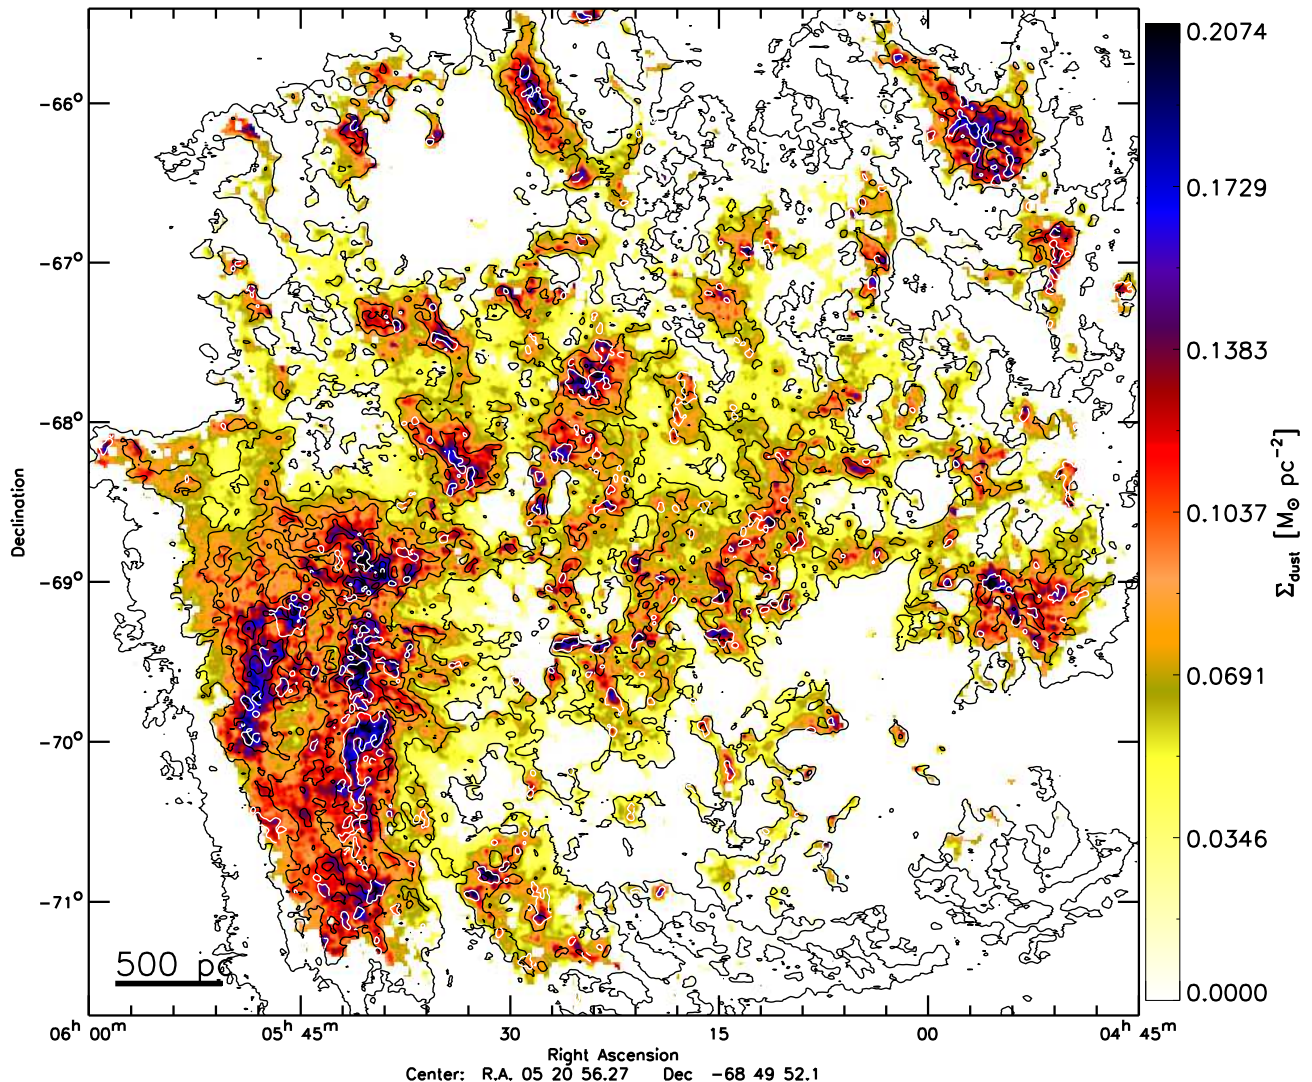 0.2074
−66°
0.1729
−67°
0.1383
−68°
Declination
Σdust [M⊙ pc−2]
0.1037
−69°
0.0691
−70°
0.0346
−71°
500 pc
0.0000
06h 00m 05h 45m 30 15 00 04h 45m
Right Ascension
Center: R.A. 05 20 56.27 Dec −68 49 52.1